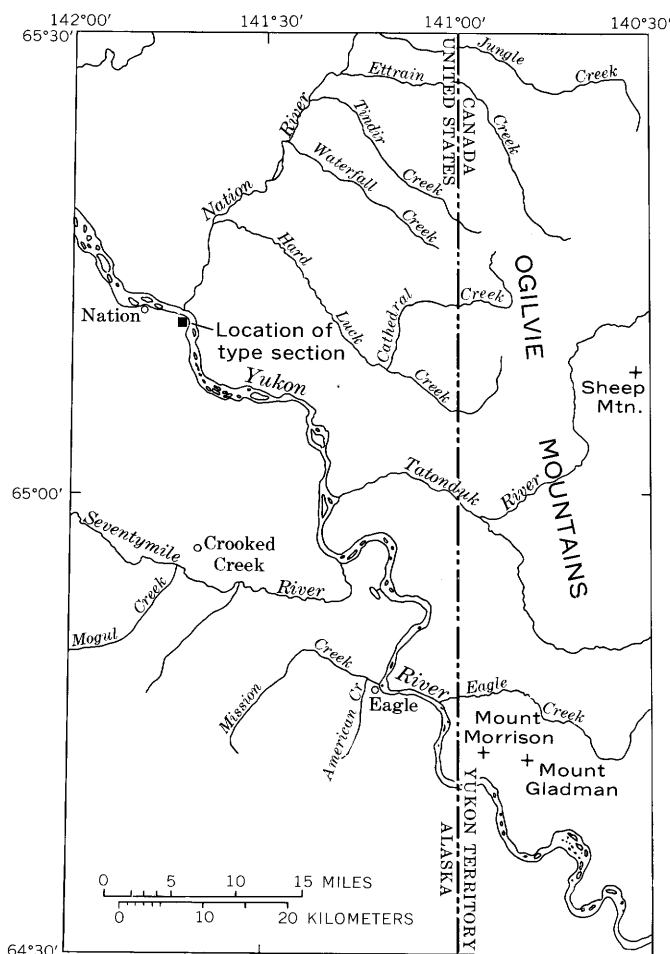 142°00' 141°30' 141°00' 140°30'
65°30'
Jungle Creek
Ettrain Creek
UNITED STATES
CANADA
Tindir Creek
Nation River
Waterfall Creek
Hard Luck Creek
Cathedral Creek
OGILVIE MOUNTAINS
Nation
Location of
type section
Yukon River
Sheep
Mtn.
65°00'
Tatonduk River
Seventymile River
Crooked
Creek
Mogul Creek
Mission Creek
American Cr
Eagle
Eagle Creek
Mount
Morrison
Mount
Gladman
YUKON TERRITORY
ALASKA
0 5 10 15 MILES
0 10 20 KILOMETERS
64°30'